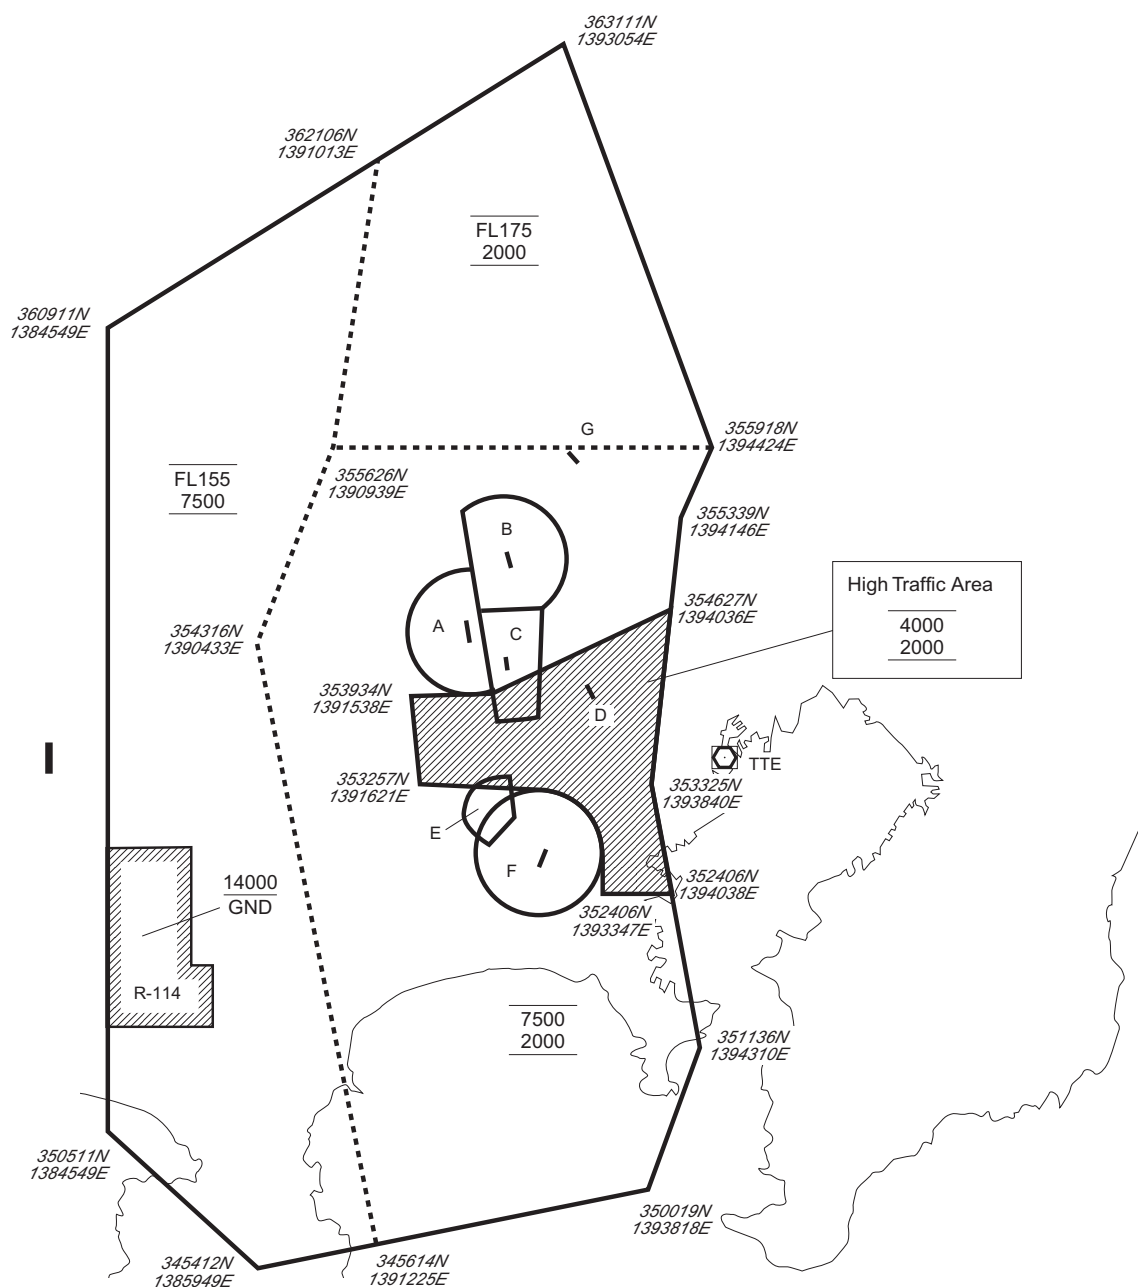 363111N
1393054E
362106N
1391013E
FL175
2000
360911N
1384549E
G
355918N
1394424E
FL155
7500
355626N
1390939E
355339N
1394146E
B
High Traffic Area
4000
2000
354627N
1394036E
A
C
354316N
1390433E
353934N
1391538E
D
TTE
353257N
1391621E
353325N
1393840E
E
F
14000
GND
352406N
1394038E
352406N
1393347E
R-114
7500
2000
351136N
1394310E
350511N
1384549E
350019N
1393818E
345412N
1385949E
345614N
1391225E